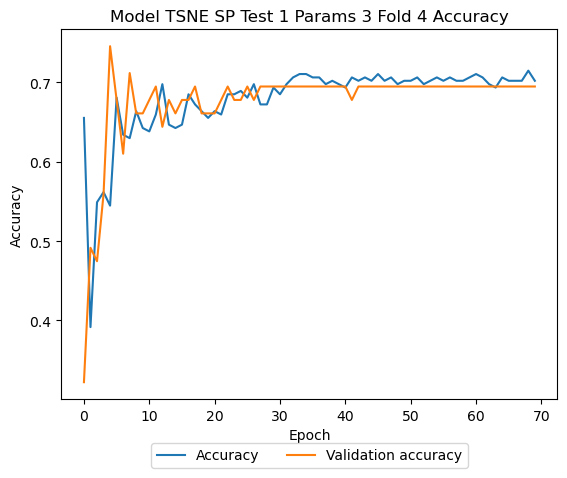 Model TSNE SP Test 1 Params 3 Fold 4 Accuracy
Accuracy
0.7
0.6
0.5
0.4
0 10 20 30 40 50 60 70
Epoch
Accuracy Validation accuracy